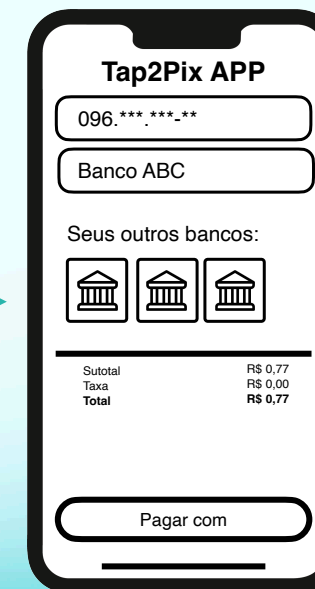 Tap2Pix APP
096.***.***-**
Banco ABC
Seus outros bancos:
Sutotal R$ 0,77
Taxa R$ 0,00
Total R$ 0,77
Pagar com